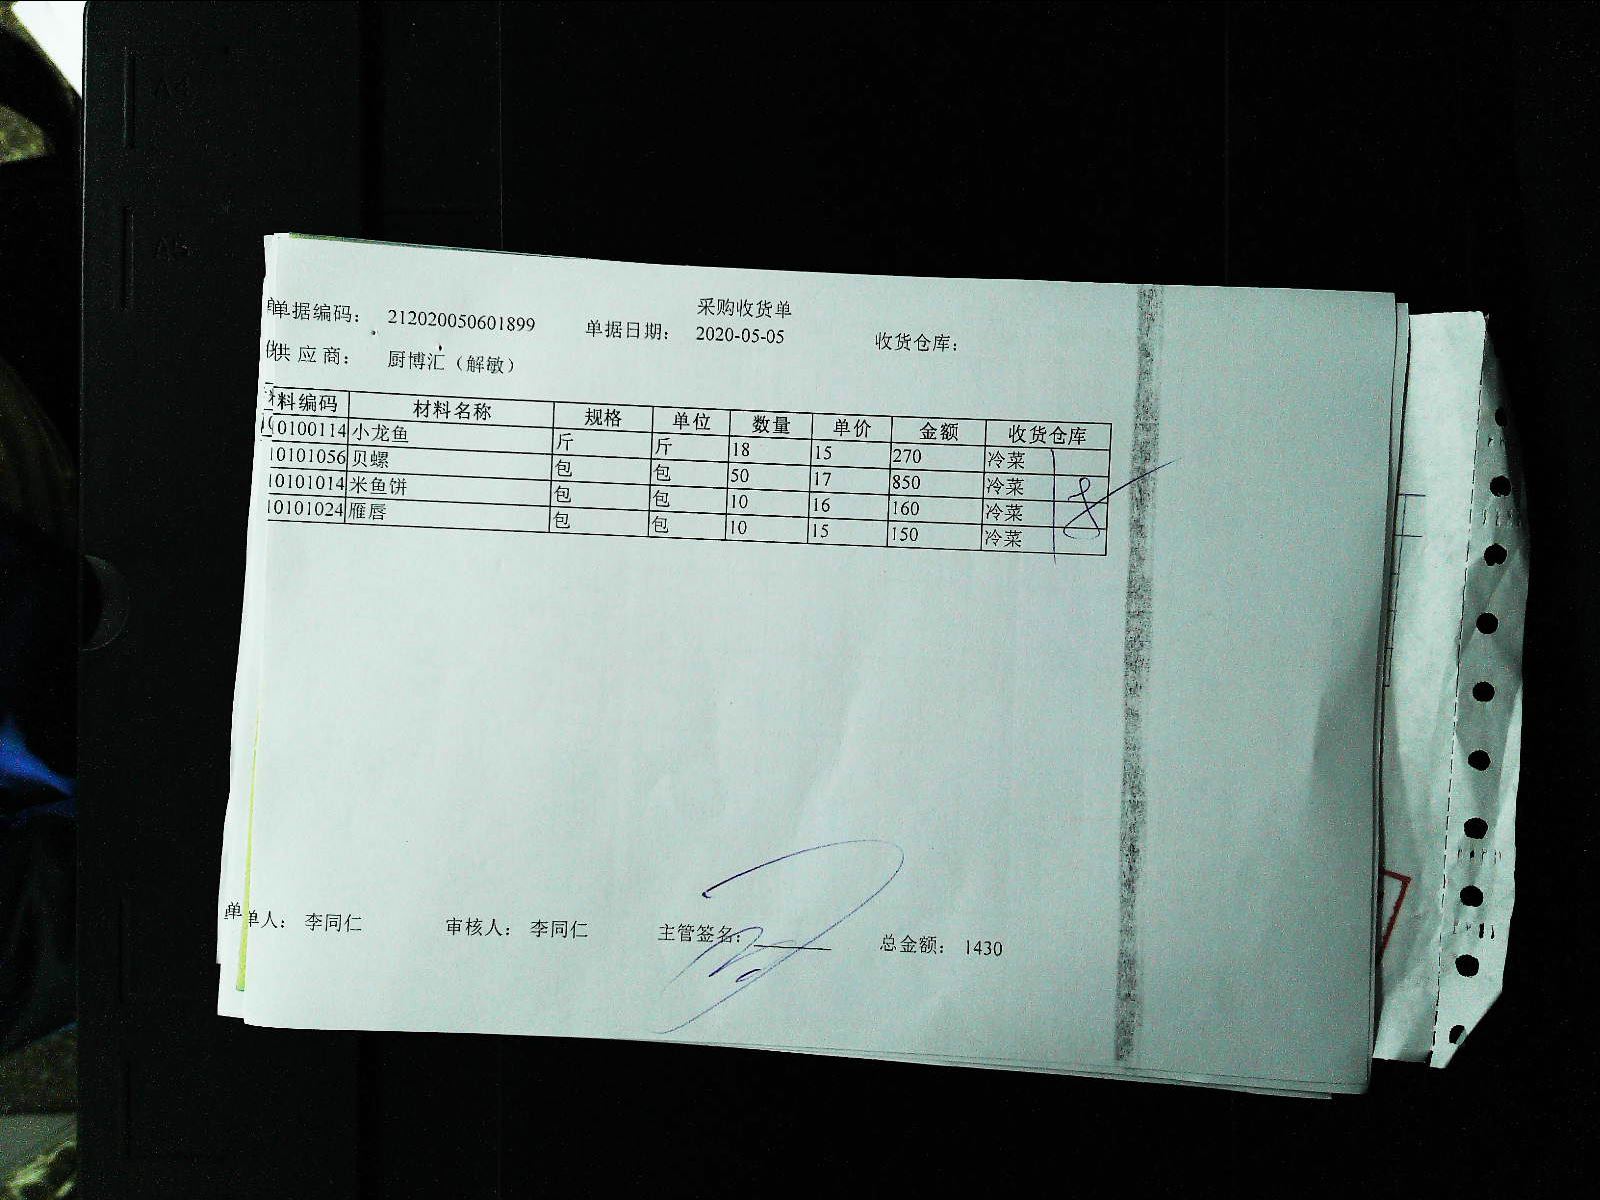 采购收货单
单据编码： 212020050601899 单据日期： 2020-05-05 收货仓库：
供 应 商： 厨博汇（解敏）
料编码 材料名称 规格 单位 数量 单价 金额 收货仓库
0100114 小龙鱼 斤 斤 18 15 270 冷菜
10101056 贝螺 包 包 50 17 850 冷菜
10101014 米鱼饼 包 包 10 16 160 冷菜
10101024 雁唇 包 包 10 15 150 冷菜
单人： 李同仁 审核人： 李同仁 主管签名： 总金额： 1430